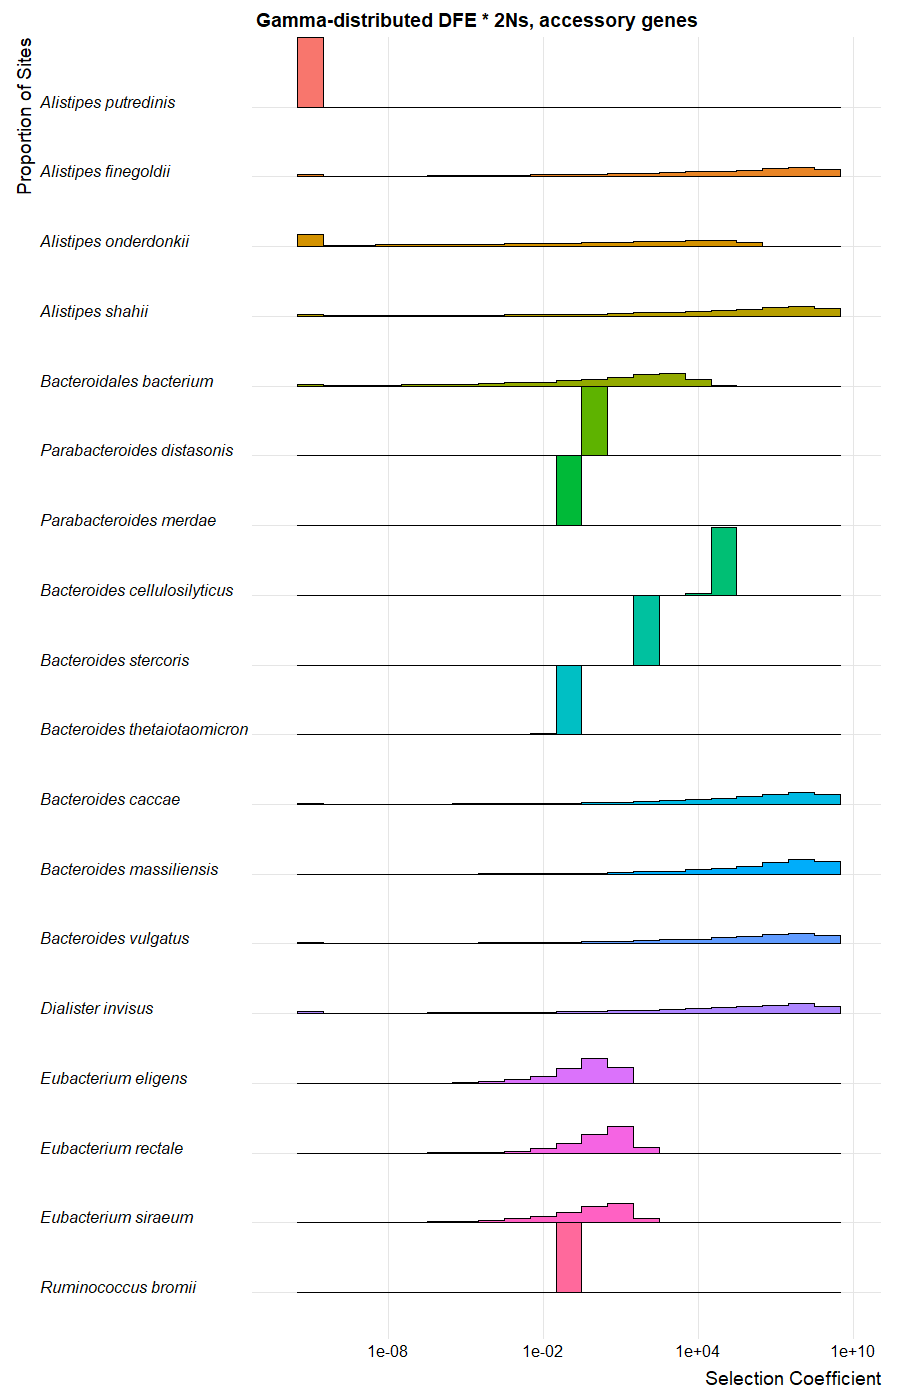 Gamma-distributed DFE * 2Ns, accessory genes
Proportion of Sites
Alistipes putredinis
Alistipes finegoldii
Alistipes onderdonkii
Alistipes shahii
Bacteroidales bacterium
Parabacteroides distasonis
Parabacteroides merdae
Bacteroides cellulosilyticus
Bacteroides stercoris
Bacteroides thetaiotaomicron
Bacteroides caccae
Bacteroides massiliensis
Bacteroides vulgatus
Dialister invisus
Eubacterium eligens
Eubacterium rectale
Eubacterium siraeum
Ruminococcus bromii
1e-08 1e-02 1e+04 1e+10
Selection Coefficient